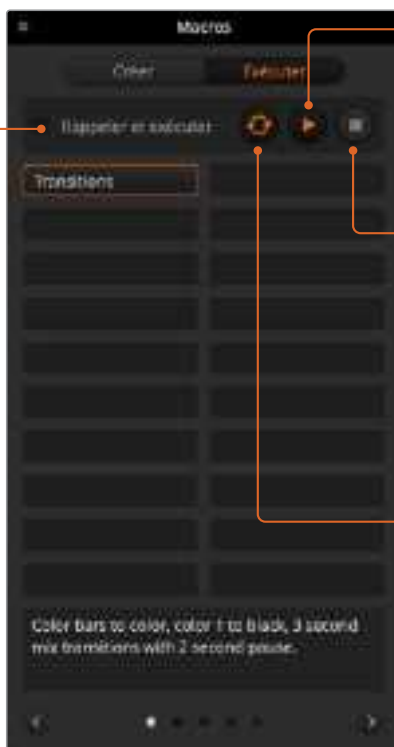 Macros
Créer
Exécuter
Rappeler et exécuter
Transitions
Color bars to color, color 1 to black, 3 second
mix transitions with 2 second pause.